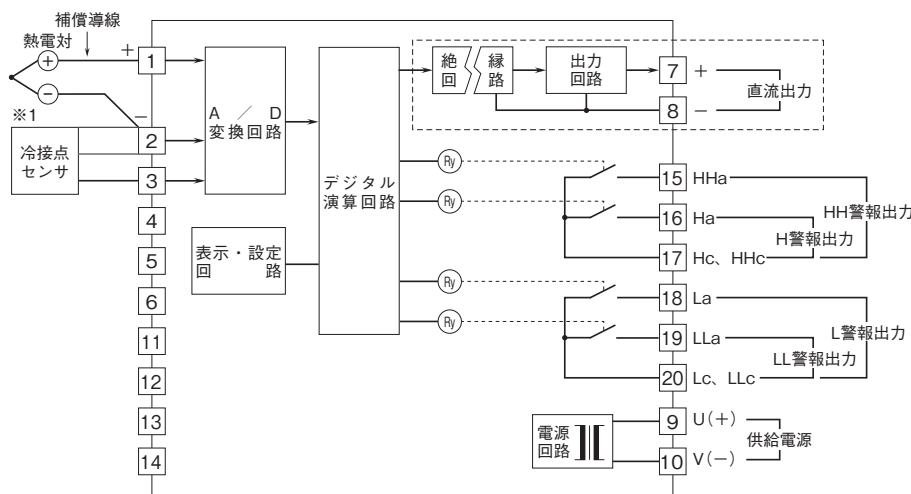 補償導線
熱電対
+
+
−
−
※1
冷接点
センサ
1
2
3
4
5
6
11
12
13
14
A／D
変換回路
表示・設定
回路
デジタル
演算回路
絶縁
回路
出力
回路
7 +
8 −
直流出力
Ry
Ry
Ry
Ry
15 HHa
16 Ha
17 Hc、HHc
H警報出力
HH警報出力
18 La
19 LLa
20 Lc、LLc
LL警報出力
L警報出力
電源
回路
9 U(+)
10 V(−)
供給電源